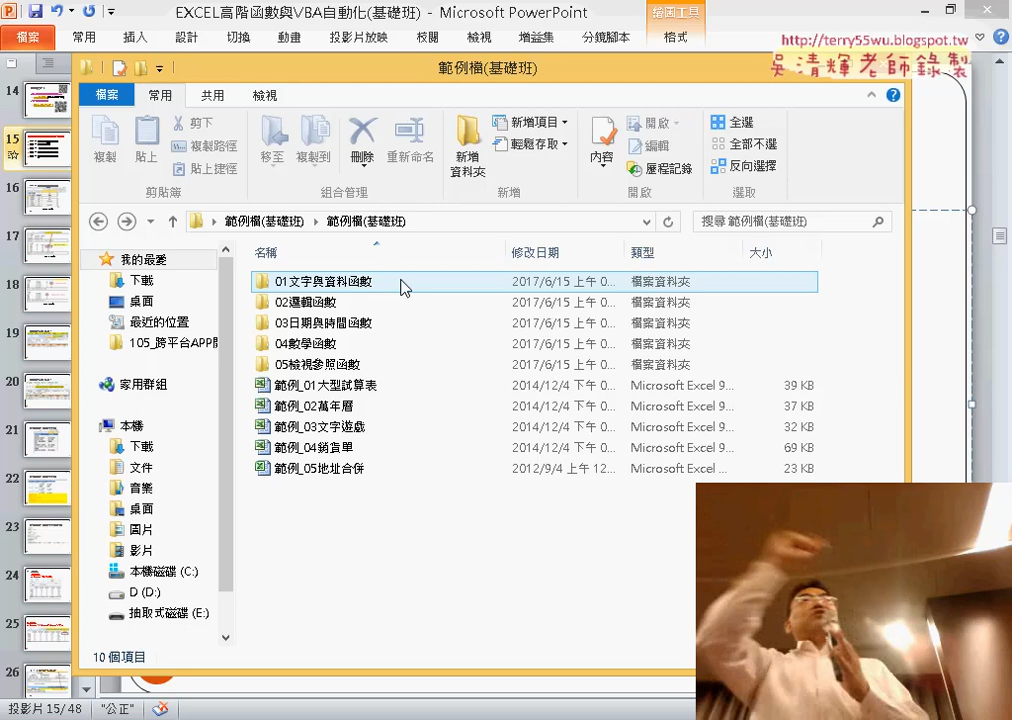 EXCEL高階函數與VBA自動化(基礎班) - Microsoft PowerPoint
繪圖工具
檔案 常用 插入 設計 切換 動畫 投影片放映 校閱 檢視 增益集 分鏡腳本 格式
http://terry55wu.blogspot.tw
吳清輝老師錄製
範例檔(基礎班)
檔案 常用 共用 檢視
複製
貼上
剪下
複製路徑
貼上捷徑
剪貼簿
移至
複製到
刪除
重新命名
組合管理
新增
資料夾
新增項目
輕鬆存取
新增
內容
開啟
編輯
歷程記錄
開啟
全選
全部不選
反向選擇
選取
範例檔(基礎班) 範例檔(基礎班)
搜尋 範例檔(基礎班)
名稱 修改日期 類型 大小
01文字與資料函數 2017/6/15 上午 0... 檔案資料夾
02邏輯函數 2017/6/15 上午 0... 檔案資料夾
03日期與時間函數 2017/6/15 上午 0... 檔案資料夾
04數學函數 2017/6/15 上午 0... 檔案資料夾
05檢視參照函數 2017/6/15 上午 0... 檔案資料夾
範例_01大型試算表 2014/12/4 下午 0... Microsoft Excel 9... 39 KB
範例_02萬年曆 2014/12/4 下午 0... Microsoft Excel 9... 37 KB
範例_03文字遊戲 2014/12/4 下午 0... Microsoft Excel 9... 32 KB
範例_04銷貨單 2014/12/4 下午 0... Microsoft Excel 9... 69 KB
範例_05地址合併 2012/9/4 上午 12... Microsoft Excel ... 23 KB
我的最愛
下載
桌面
最近的位置
105_跨平台APP開
家用群組
本機
下載
文件
音樂
桌面
圖片
影片
本機磁碟 (C:)
D (D:)
抽取式磁碟 (E:)
10 個項目
14
15
16
17
18
19
20
21
22
23
24
25
26
投影片 15/48 "公正"